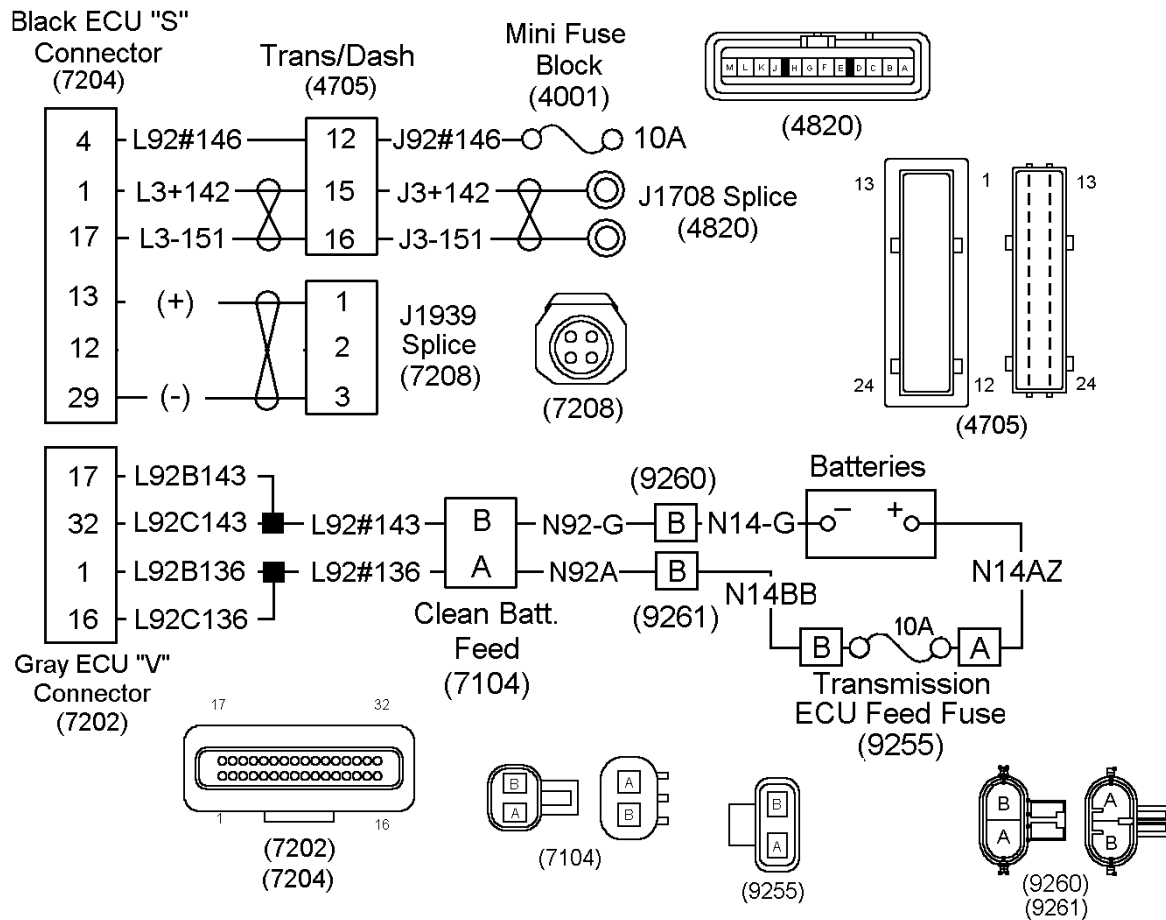 Black ECU "S"
Connector
(7204)
Trans/Dash
(4705)
Mini Fuse
Block
(4001)
M L K J H G F E D C B A
(4820)
4 L92#146 12 J92#146 10A
1 L3+142 15 J3+142
17 L3-151 16 J3-151
J1708 Splice
(4820)
13 (+) 1
12 2
29 (-) 3
J1939
Splice
(7208)
(7208)
13 1 13
24 12 24
(4705)
17 L92B143
32 L92C143 L92#143 B N92-G B N14-G - +
1 L92B136 L92#136 A N92A B N14BB N14AZ
16 L92C136
(9260)
(9261)
Batteries
Clean Batt.
Feed
(7104)
B 10A A
Transmission
ECU Feed Fuse
(9255)
Gray ECU "V"
Connector
(7202)
17 32
1 16
(7202)
(7204)
B A
A B
(7104)
B
A
(9255)
B A
A B
(9260)
(9261)